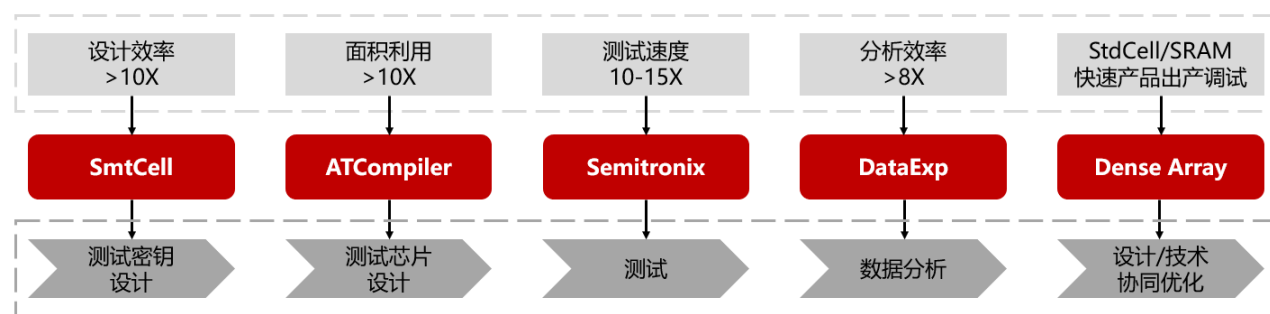 设计效率
>10X
面积利用
>10X
测试速度
10-15X
分析效率
>8X
StdCell/SRAM
快速产品出产调试
SmtCell
ATCompiler
Semitronix
DataExp
Dense Array
测试密钥
设计
测试芯片
设计
测试
数据分析
设计/技术
协同优化